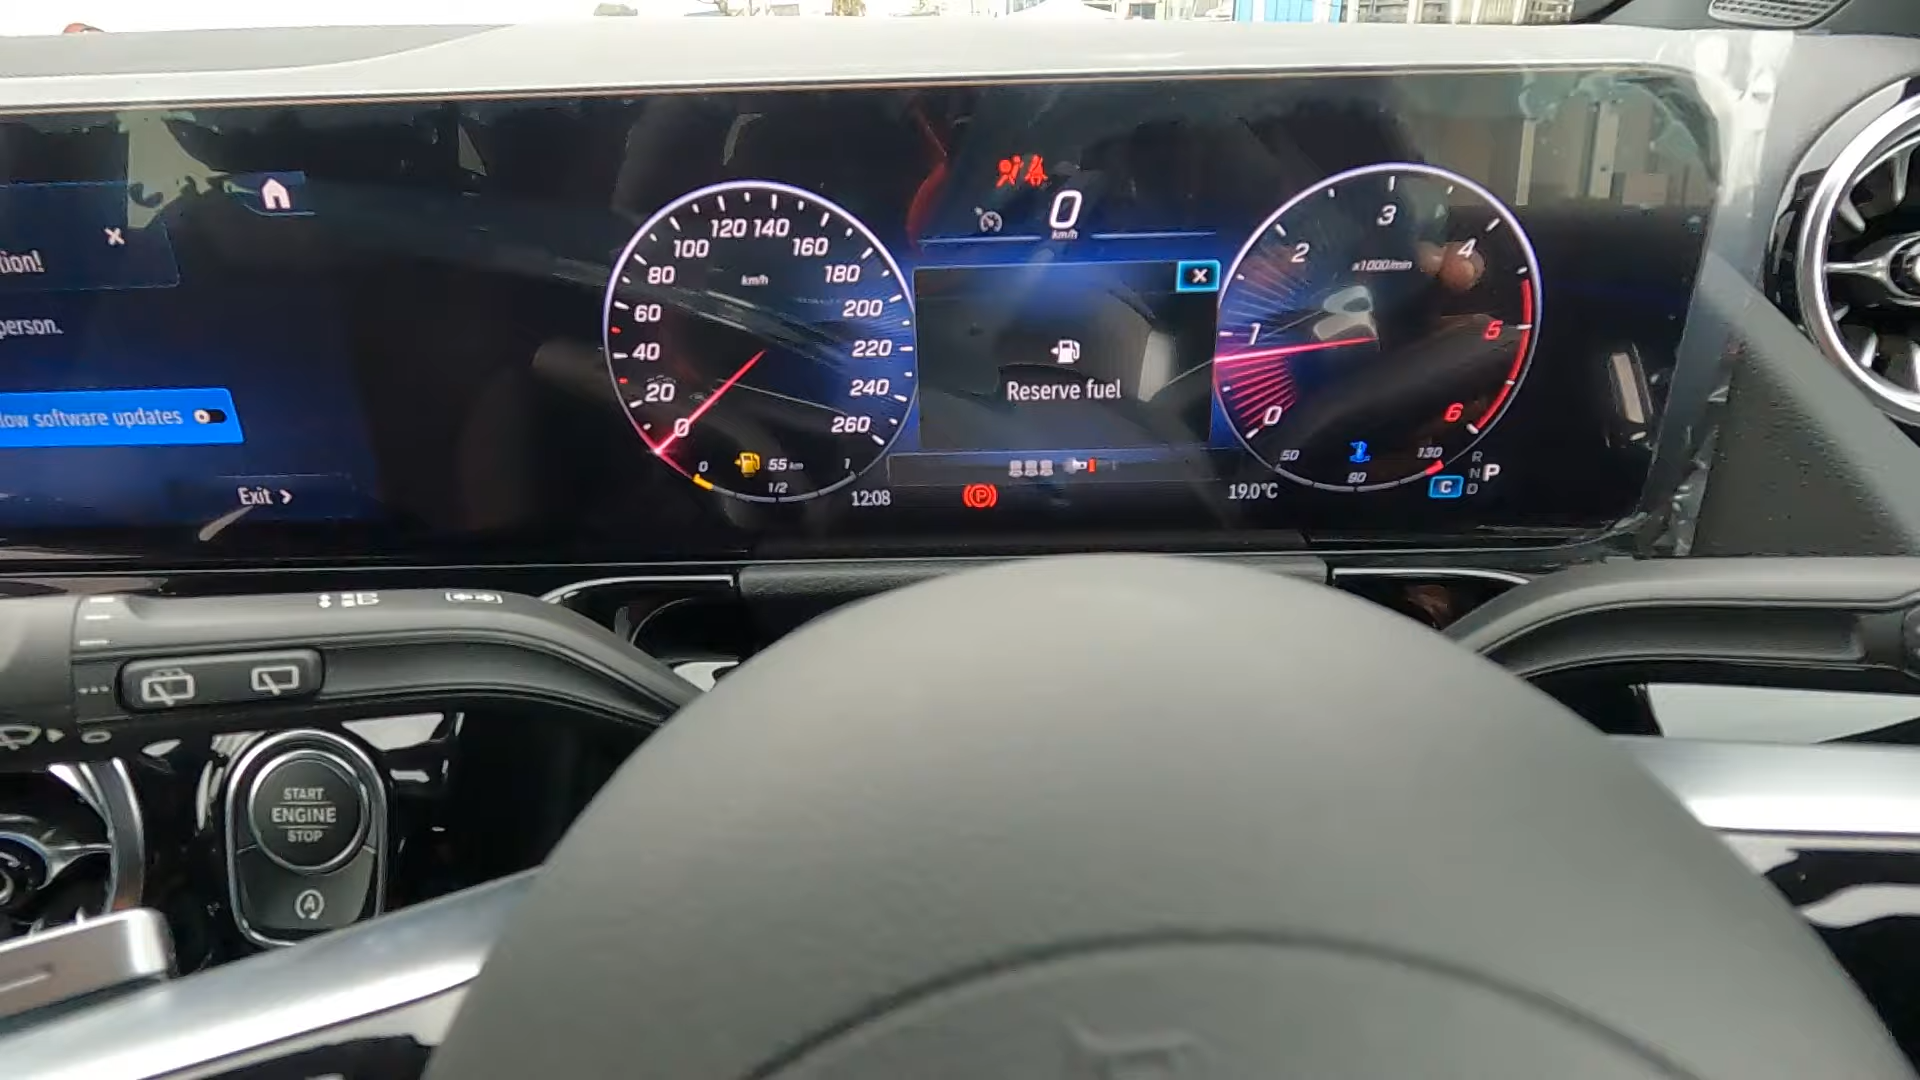 tion!
person.
low software updates
Exit
0
20
40
60
80
100
120
140
160
180
200
220
240
260
km/h
0
1/2
1
55 km
12:08
0
km/h
Reserve fuel
P
19.0°C
0
1
2
3
4
5
6
x1000/min
50
90
130
C
R
N
D
P
START
ENGINE
STOP
A